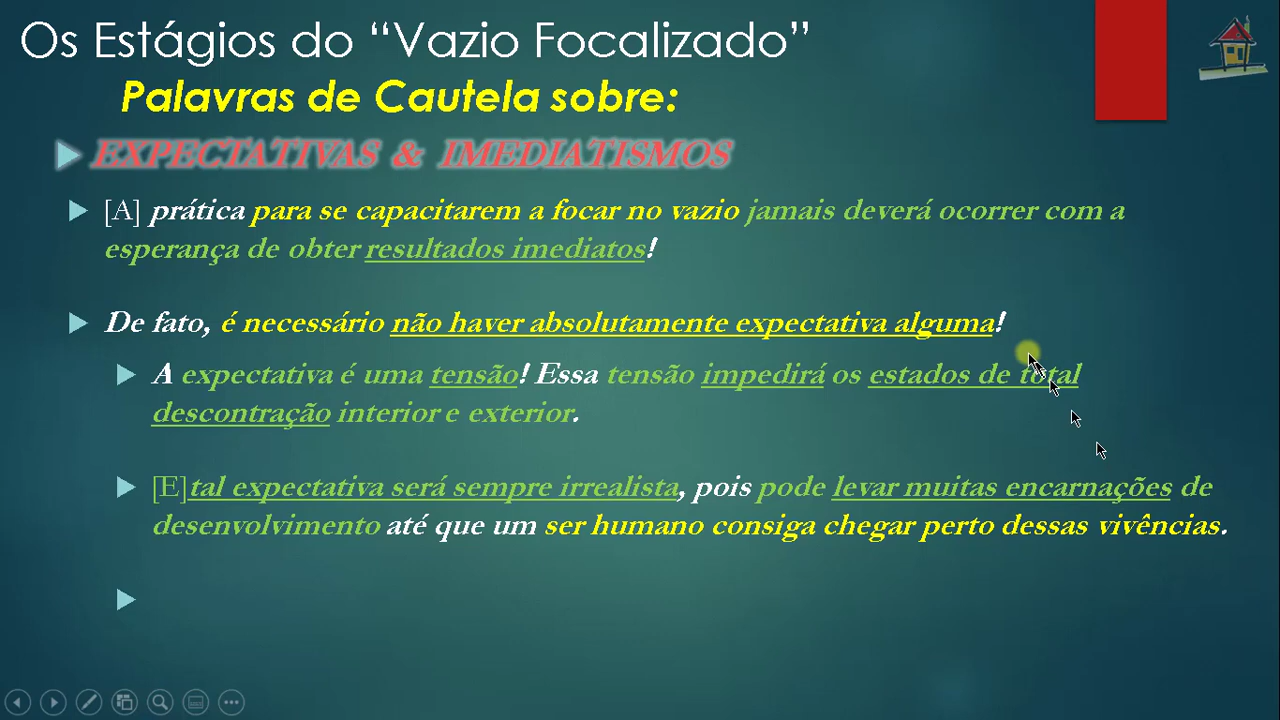 Os Estágios do “Vazio Focalizado”
Palavras de Cautela sobre:
EXPECTATIVAS & IMEDIATISMOS
[A] prática para se capacitarem a focar no vazio jamais deverá ocorrer com a
esperança de obter resultados imediatos!
De fato, é necessário não haver absolutamente expectativa alguma!
A expectativa é uma tensão! Essa tensão impedirá os estados de total
descontração interior e exterior.
[E]tal expectativa será sempre irrealista, pois pode levar muitas encarnações de
desenvolvimento até que um ser humano consiga chegar perto dessas vivências.